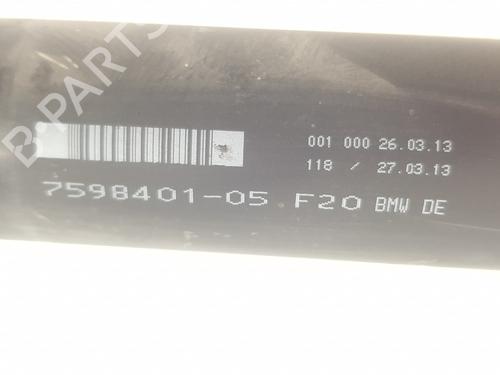 B-PARTS
001 000 26.03.13
118 / 27.03.13
7598401-05 F20 BMW DE